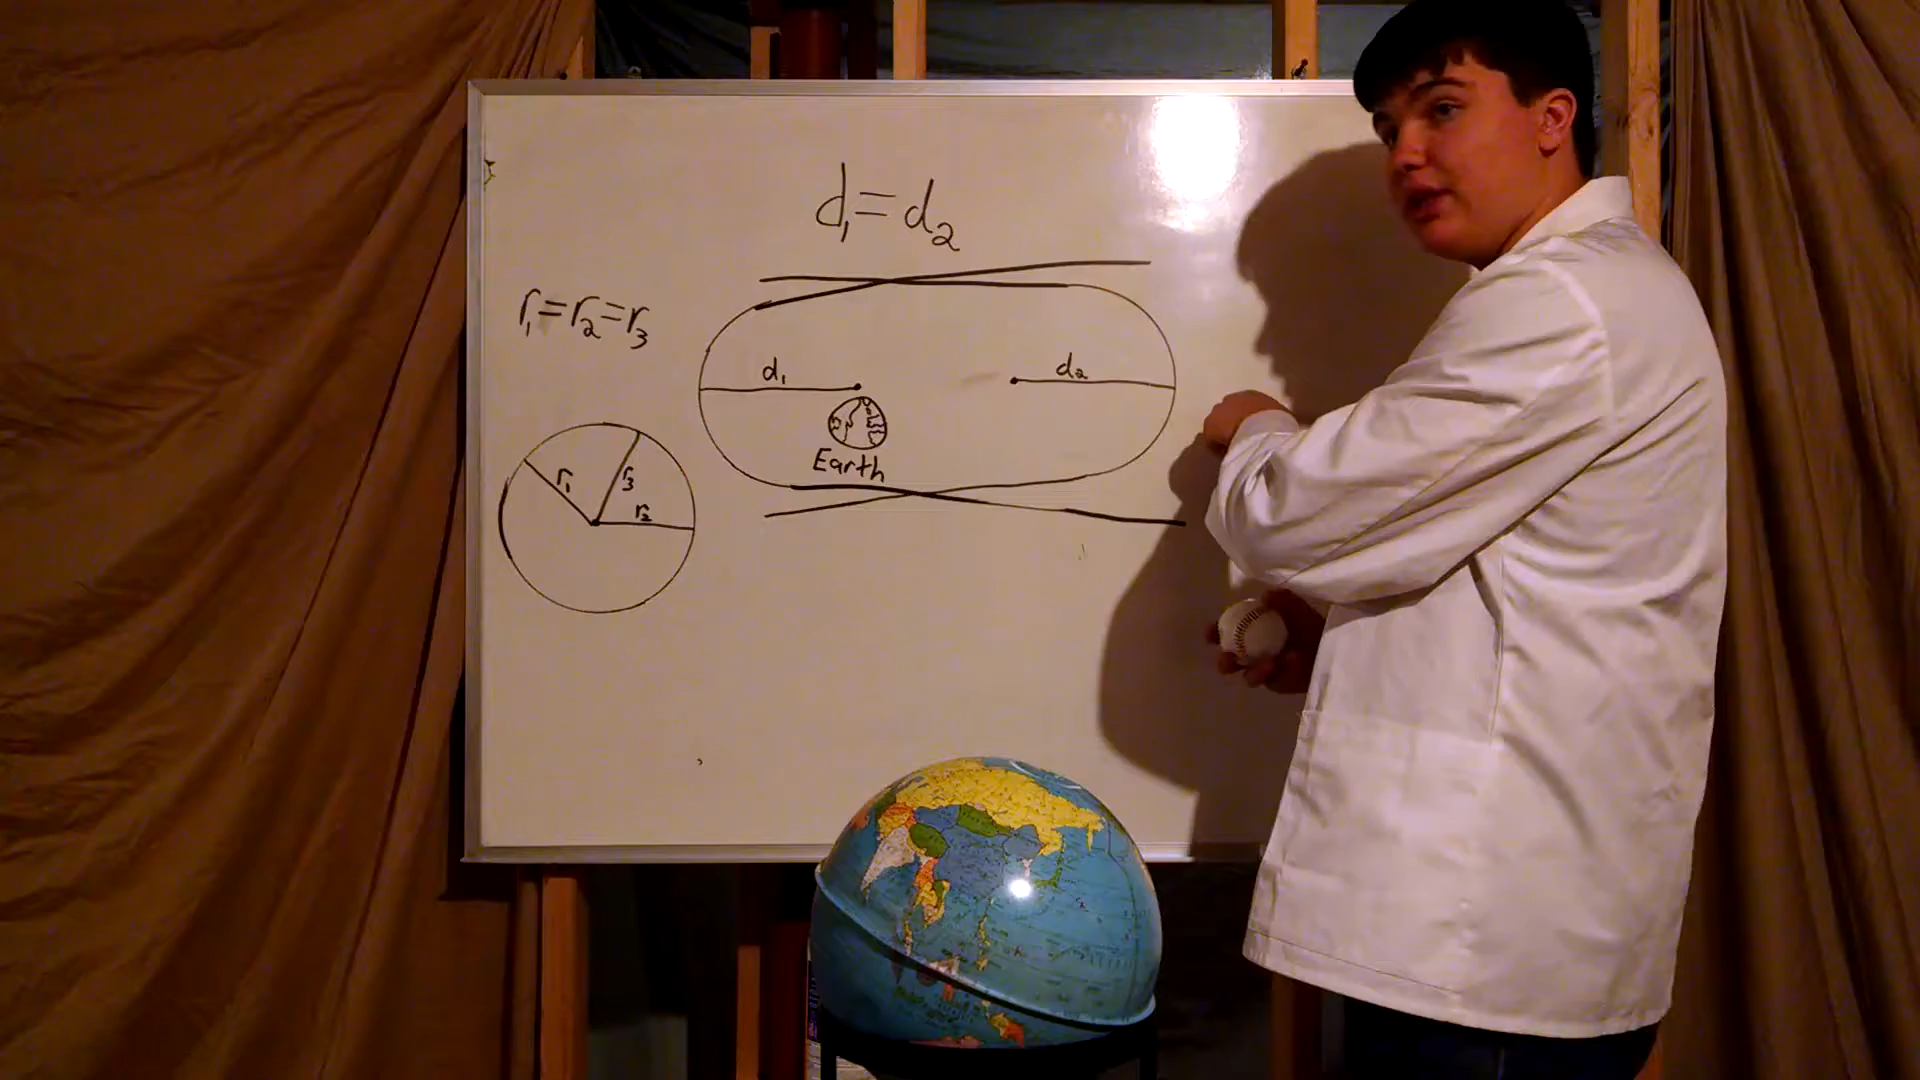 d₁=d₂
r₁=r₂=r₃
d₁
d₂
Earth
r₁
r₃
r₂